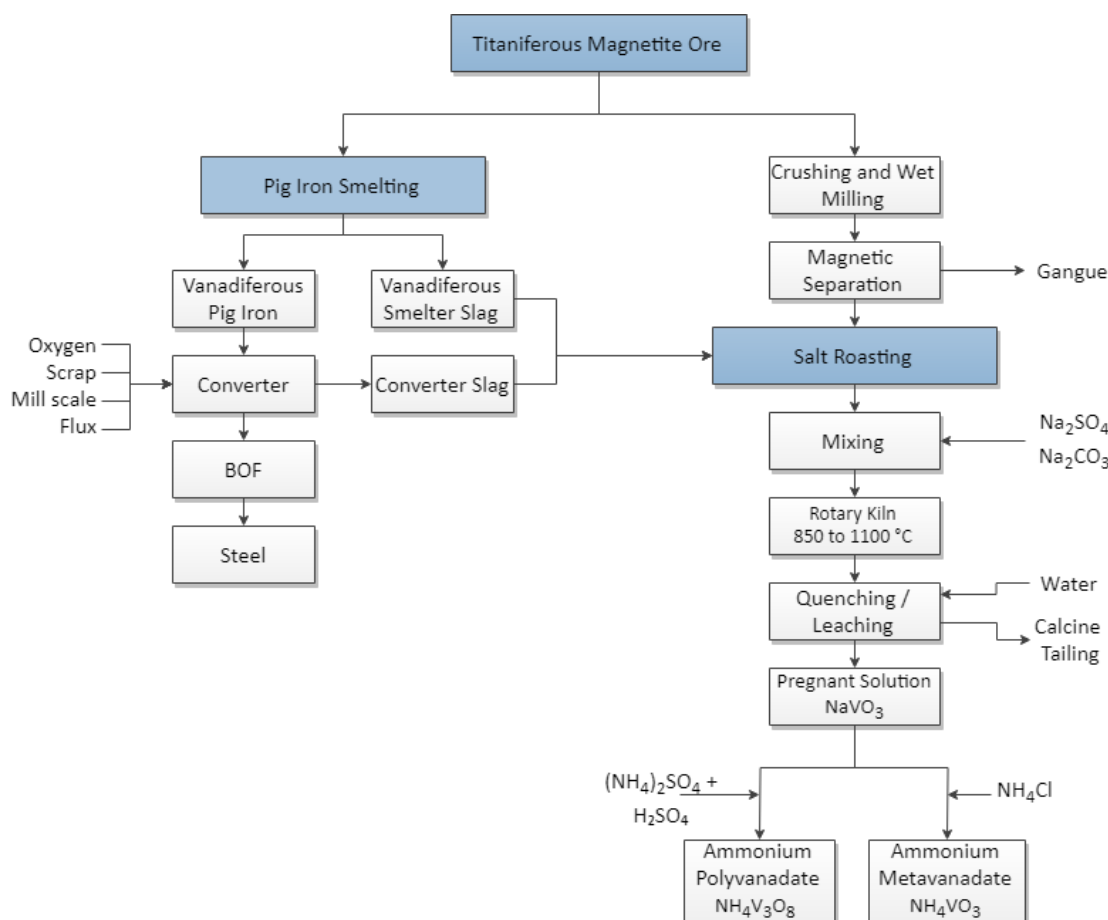 Titaniferous Magnetite Ore
Pig Iron Smelting
Crushing and Wet
Milling
Vanadiferous
Pig Iron
Vanadiferous
Smelter Slag
Magnetic
Separation
Gangue
Oxygen
Scrap
Mill scale
Flux
Converter
Converter Slag
Salt Roasting
Mixing
Na₂SO₄
Na₂CO₃
BOF
Steel
Rotary Kiln
850 to 1100 °C
Quenching /
Leaching
Water
Calcine
Tailing
Pregnant Solution
NaVO₃
(NH₄)₂SO₄ +
H₂SO₄
NH₄Cl
Ammonium
Polyvanadate
NH₄V₃O₈
Ammonium
Metavanadate
NH₄VO₃